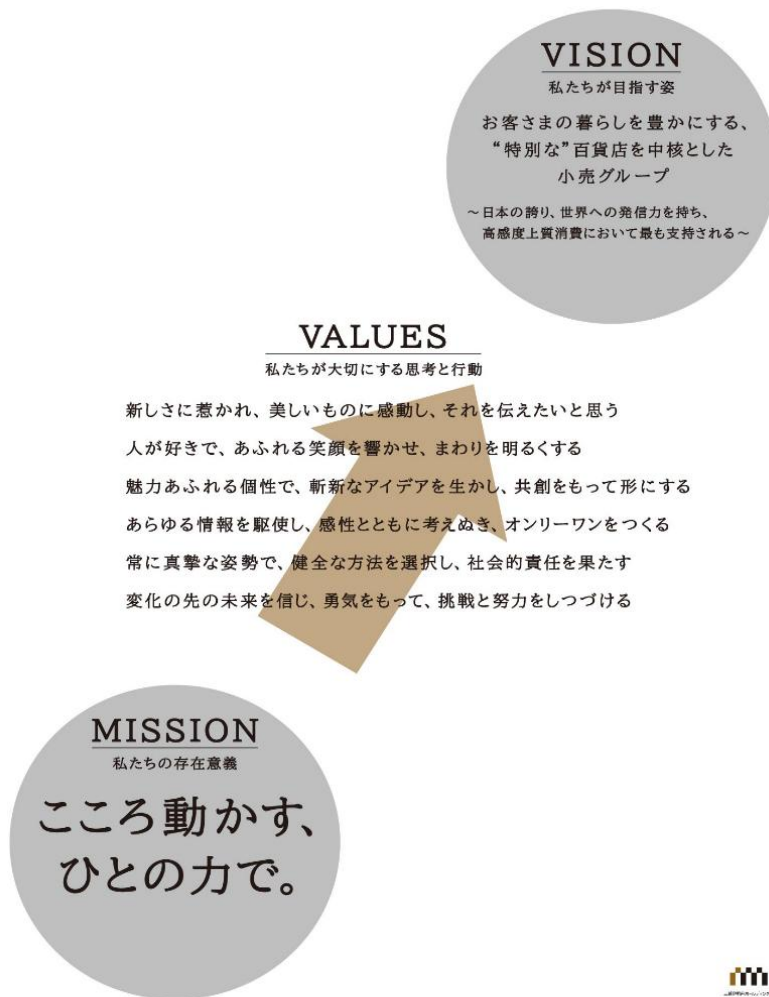 VISION
私たちが目指す姿
お客さまの暮らしを豊かにする、
“特別な”百貨店を中核とした
小売グループ
～日本の誇り、世界への発信力を持ち、
高感度上質消費において最も支持される～
VALUES
私たちが大切にする思考と行動
新しさに惹かれ、美しいものに感動し、それを伝えたいと思う
人が好きで、あふれる笑顔を響かせ、まわりを明るくする
魅力あふれる個性で、斬新なアイデアを生かし、共創をもって形にする
あらゆる情報を駆使し、感性とともに考えぬき、オンリーワンをつくる
常に真摯な姿勢で、健全な方法を選択し、社会的責任を果たす
変化の先の未来を信じ、勇気をもって、挑戦と努力をしつづける
MISSION
私たちの存在意義
こころ動かす、
ひとの力で。